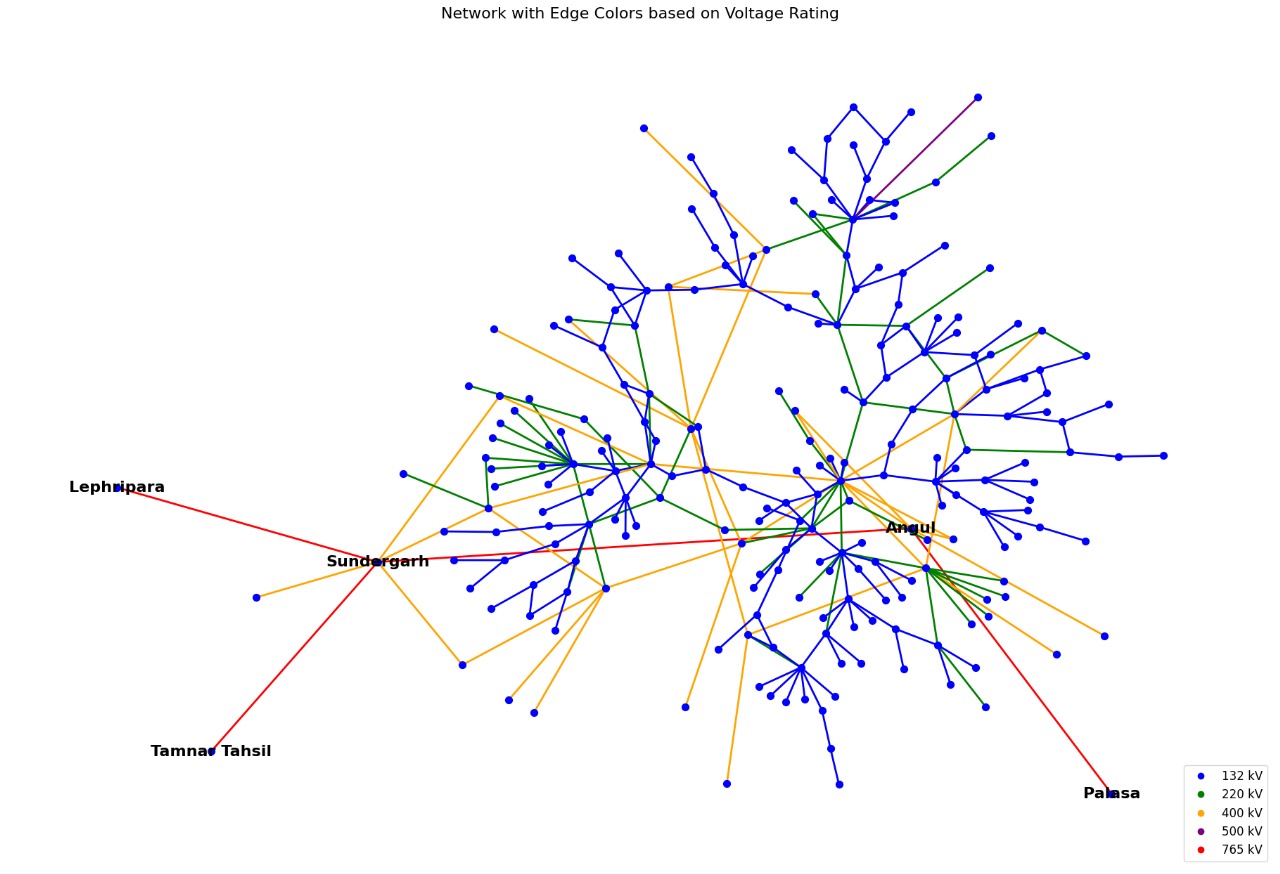 Network with Edge Colors based on Voltage Rating
Lephripara
Angul
Sundergarh
Tamnar Tahsil
Palasa
132 kV
220 kV
400 kV
500 kV
765 kV